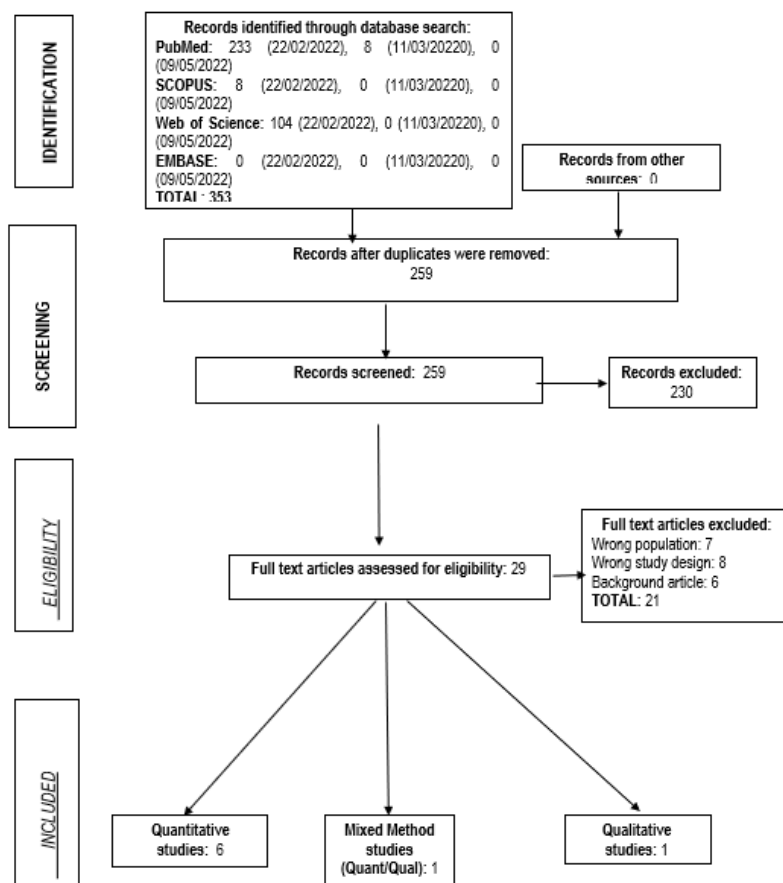 IDENTIFICATION
Records identified through database search:
PubMed: 233 (22/02/2022), 8 (11/03/20220), 0
(09/05/2022)
SCOPUS: 8 (22/02/2022), 0 (11/03/20220), 0
(09/05/2022)
Web of Science: 104 (22/02/2022), 0 (11/03/20220), 0
(09/05/2022)
EMBASE: 0 (22/02/2022), 0 (11/03/20220), 0
(09/05/2022)
TOTAL: 353
Records from other
sources: 0
SCREENING
Records after duplicates were removed:
259
Records screened: 259
Records excluded:
230
ELIGIBILITY
Full text articles assessed for eligibility: 29
Full text articles excluded:
Wrong population: 7
Wrong study design: 8
Background article: 6
TOTAL: 21
INCLUDED
Quantitative
studies: 6
Mixed Method
studies
(Quant/Qual): 1
Qualitative
studies: 1